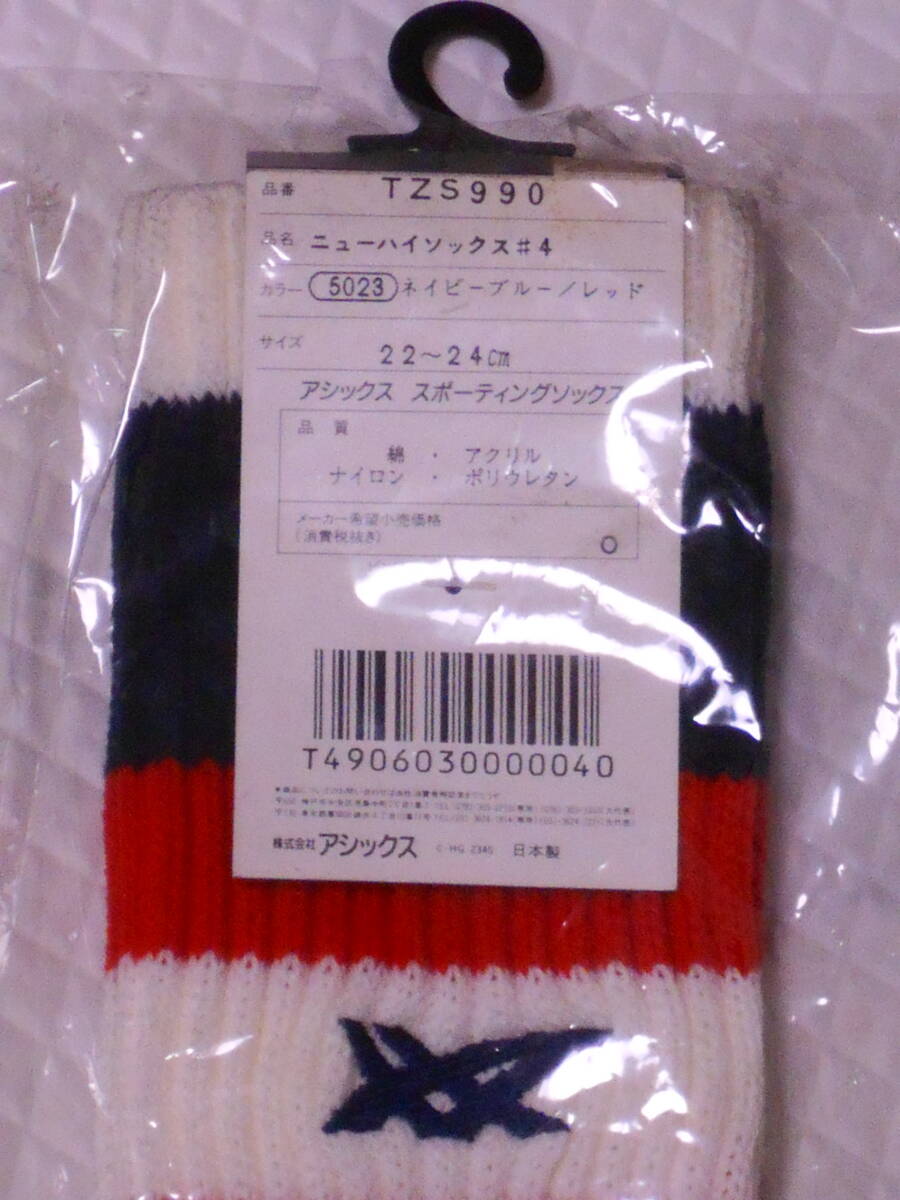 品番 TZS990
品名 ニューハイソックス#4
カラー 5023 ネイビーブルー/レッド
サイズ 22~24cm
アシックス スポーティングソックス
品質
綿 ・ アクリル
ナイロン ・ ポリウレタン
メーカー希望小売価格
(消費税抜き) 0
T4906030000040
株式会社アシックス C-HG 2345 日本製